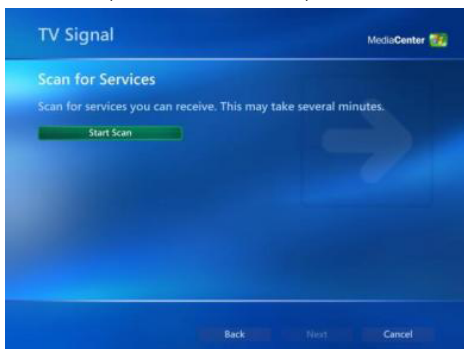 TV Signal
MediaCenter
Scan for Services
Scan for services you can receive. This may take several minutes.
Start Scan
Back Next Cancel